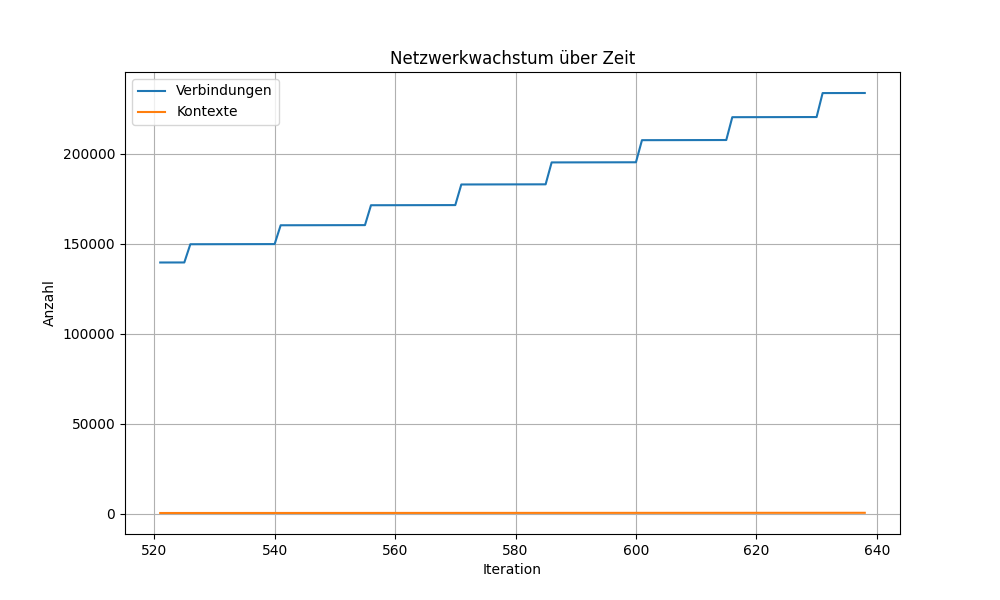 Netzwerkwachstum über Zeit
Verbindungen
Kontexte
200000
150000
100000
50000
0
Anzahl
520 540 560 580 600 620 640
Iteration